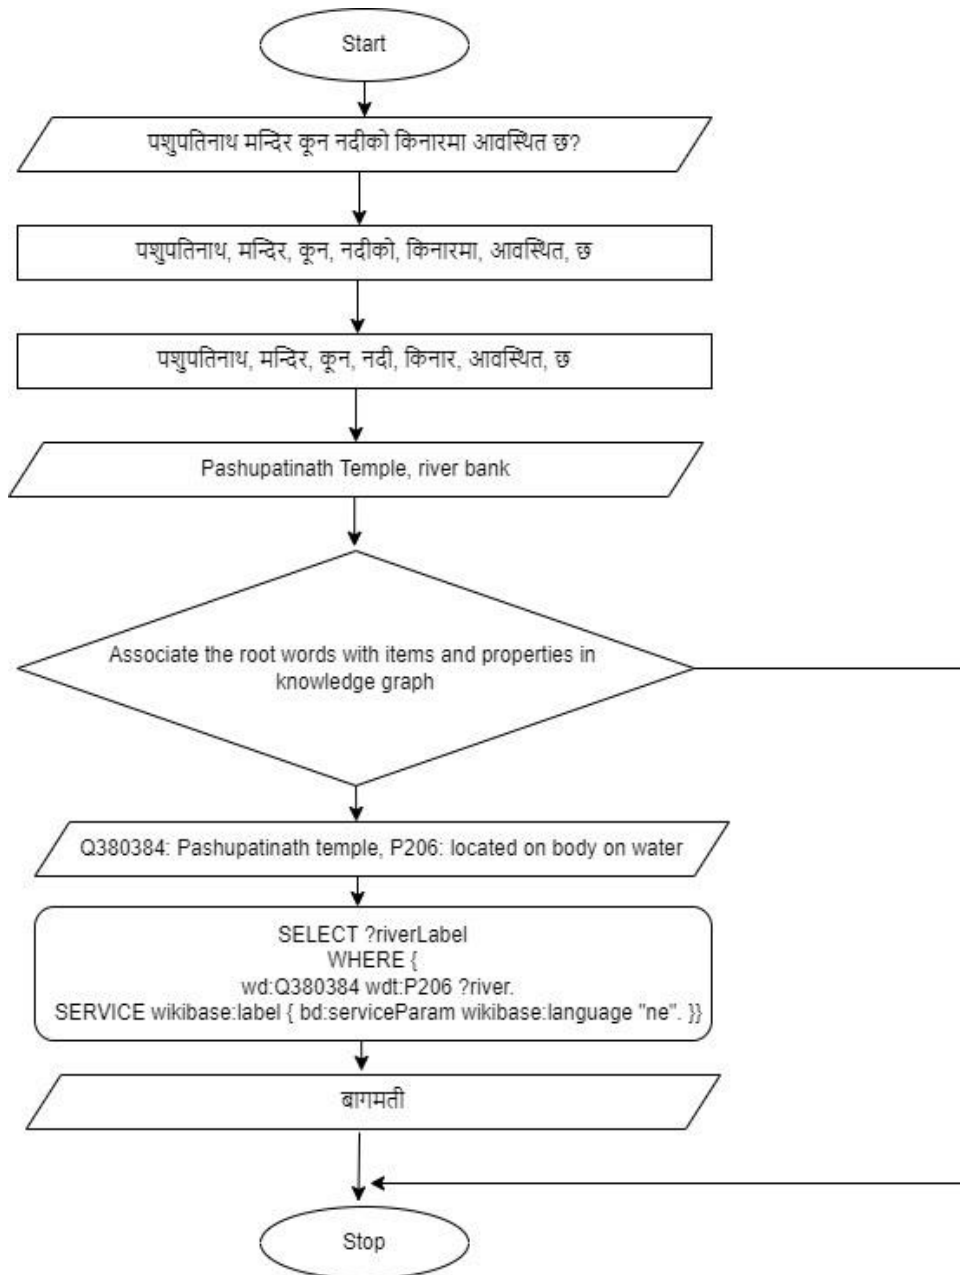 Start
पशुपतिनाथ मन्दिर कून नदीको किनारमा आवस्थित छ?
पशुपतिनाथ, मन्दिर, कून, नदीको, किनारमा, आवस्थित, छ
पशुपतिनाथ, मन्दिर, कून, नदी, किनार, आवस्थित, छ
Pashupatinath Temple, river bank
Associate the root words with items and properties in
knowledge graph
Q380384: Pashupatinath temple, P206: located on body on water
SELECT ?riverLabel
WHERE {
wd:Q380384 wdt:P206 ?river.
SERVICE wikibase:label { bd:serviceParam wikibase:language "ne". }}
बागमती
Stop